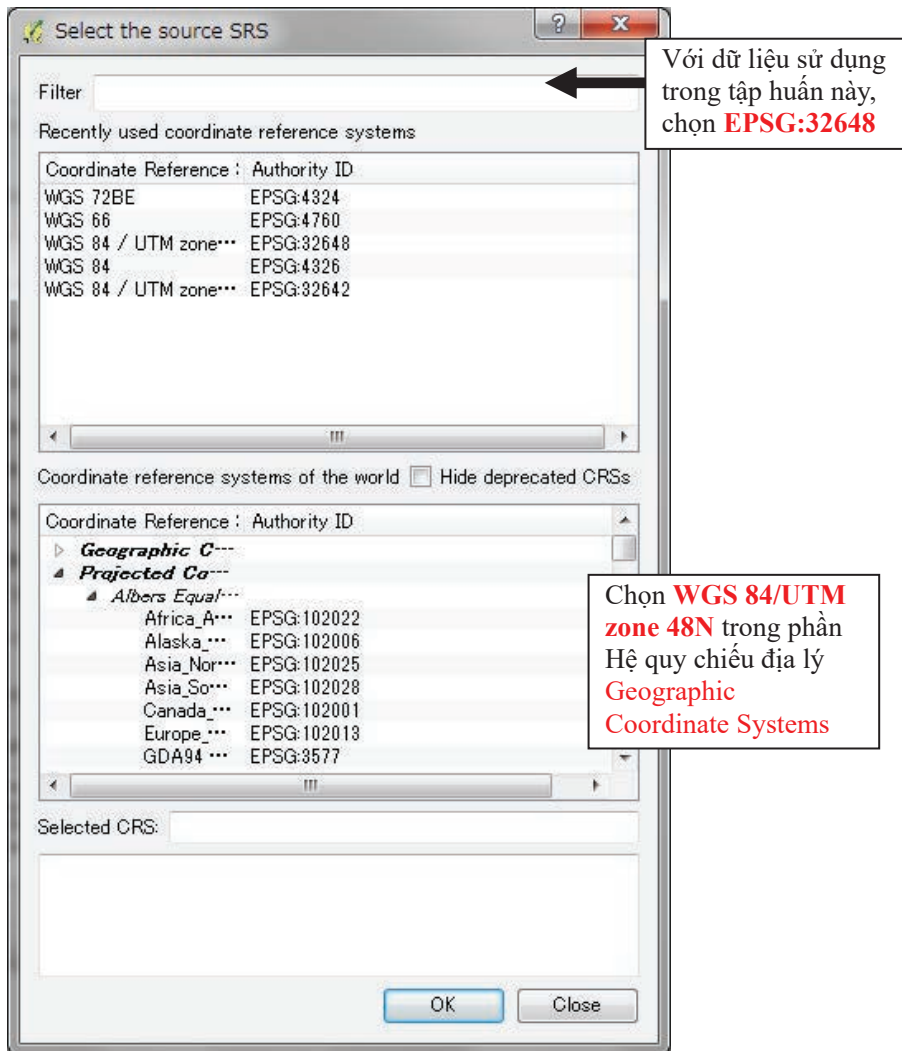 Select the source SRS
Với dữ liệu sử dụng
trong tập huấn này,
chọn EPSG:32648
Filter
Recently used coordinate reference systems
Coordinate Reference : Authority ID
WGS 72BE EPSG:4324
WGS 66 EPSG:4760
WGS 84 / UTM zone··· EPSG:32648
WGS 84 EPSG:4326
WGS 84 / UTM zone··· EPSG:32642
Coordinate reference systems of the world Hide deprecated CRSs
Coordinate Reference : Authority ID
Geographic C···
Projected Co···
Albers Equal···
Africa_A··· EPSG:102022
Alaska_··· EPSG:102006
Asia_Nor··· EPSG:102025
Asia_So··· EPSG:102028
Canada_··· EPSG:102001
Europe_··· EPSG:102013
GDA94 ··· EPSG:3577
Chọn WGS 84/UTM
zone 48N trong phần
Hệ quy chiếu địa lý
Geographic
Coordinate Systems
Selected CRS:
OK Close